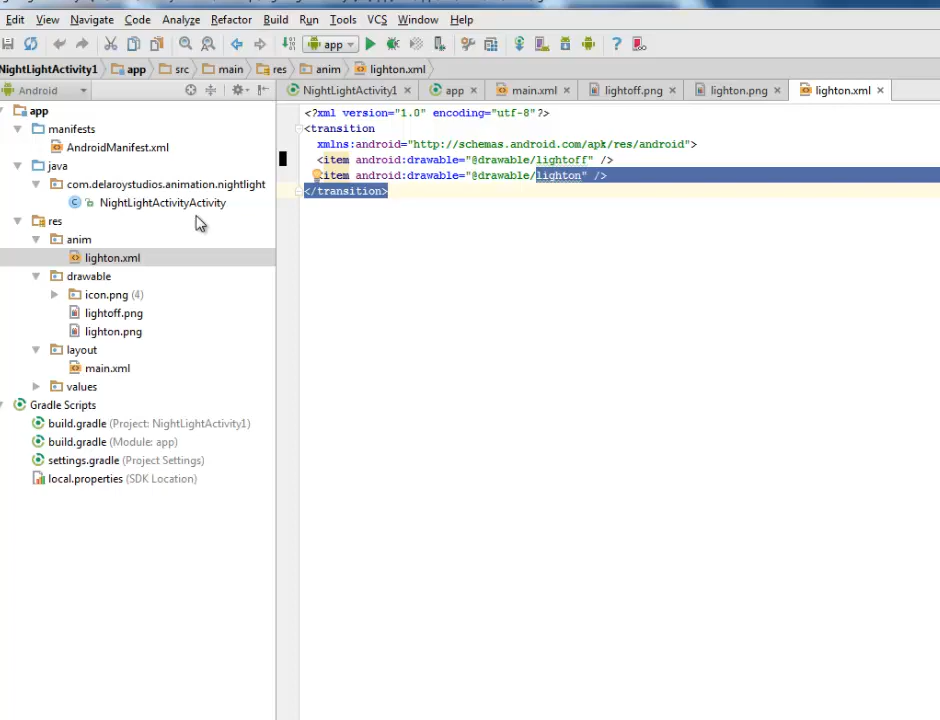 Edit View Navigate Code Analyze Refactor Build Run Tools VCS Window Help
app
NightLightActivity1 app src main res anim lighton.xml
Android
NightLightActivity1 app main.xml lightoff.png lighton.png lighton.xml
app
manifests
AndroidManifest.xml
java
com.delaroystudios.animation.nightlight
NightLightActivityActivity
res
anim
lighton.xml
drawable
icon.png (4)
lightoff.png
lighton.png
layout
main.xml
values
Gradle Scripts
build.gradle (Project: NightLightActivity1)
build.gradle (Module: app)
settings.gradle (Project Settings)
local.properties (SDK Location)
<?xml version="1.0" encoding="utf-8"?>
<transition
xmlns:android="http://schemas.android.com/apk/res/android">
<item android:drawable="@drawable/lightoff" />
item android:drawable="@drawable/lighton" />
</transition>